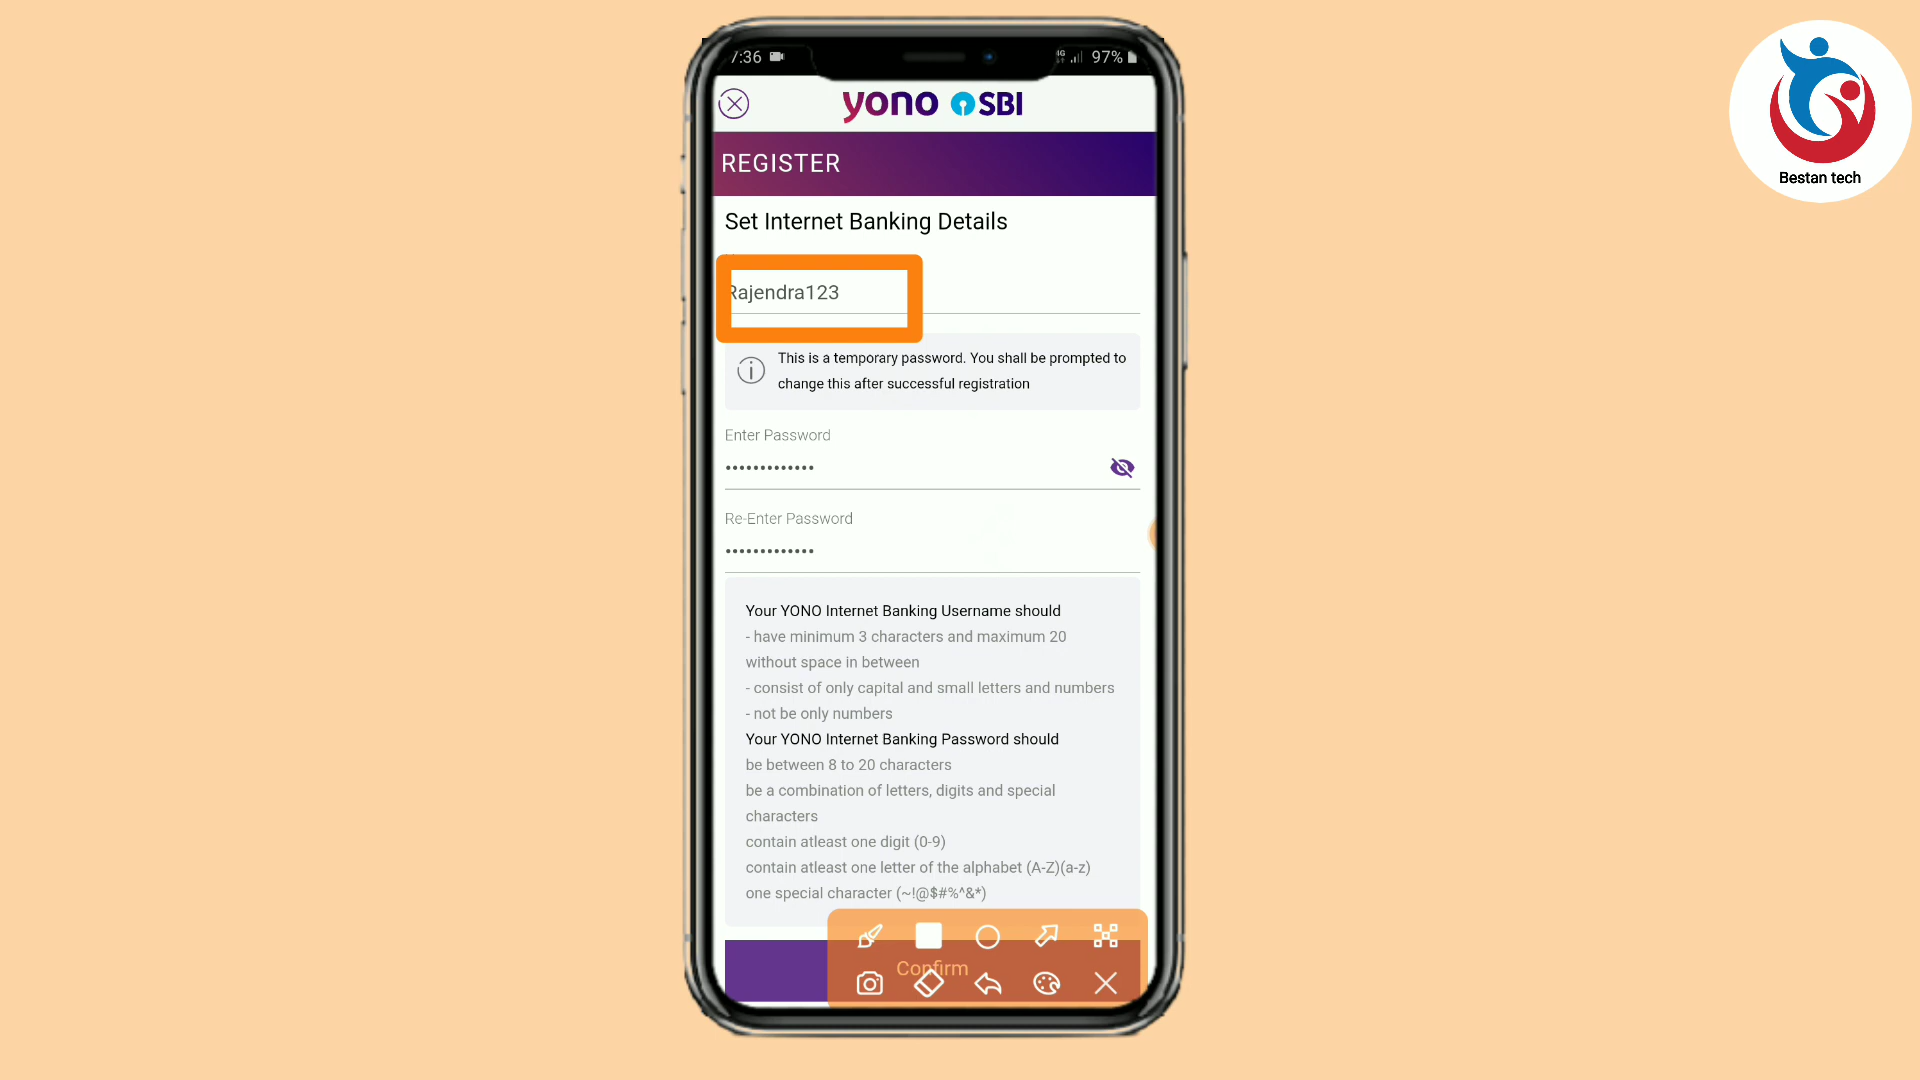 7:36
4G
97%
Bestan tech
yono SBI
REGISTER
Set Internet Banking Details
Rajendra123
This is a temporary password. You shall be prompted to
change this after successful registration
Enter Password
•••••••••••••
Re-Enter Password
•••••••••••••
Your YONO Internet Banking Username should
- have minimum 3 characters and maximum 20
without space in between
- consist of only capital and small letters and numbers
- not be only numbers
Your YONO Internet Banking Password should
be between 8 to 20 characters
be a combination of letters, digits and special
characters
contain atleast one digit (0-9)
contain atleast one letter of the alphabet (A-Z)(a-z)
one special character (~!@$#%^&*)
Confirm